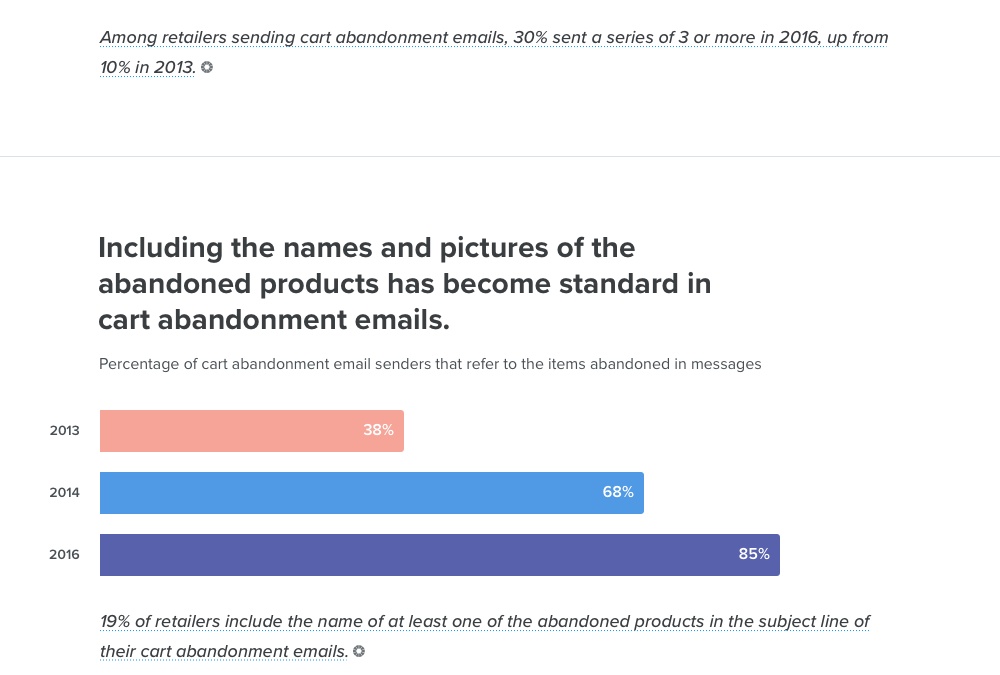 Among retailers sending cart abandonment emails, 30% sent a series of 3 or more in 2016, up from
10% in 2013.
Including the names and pictures of the
abandoned products has become standard in
cart abandonment emails.
Percentage of cart abandonment email senders that refer to the items abandoned in messages
2013 38%
2014 68%
2016 85%
19% of retailers include the name of at least one of the abandoned products in the subject line of
their cart abandonment emails.